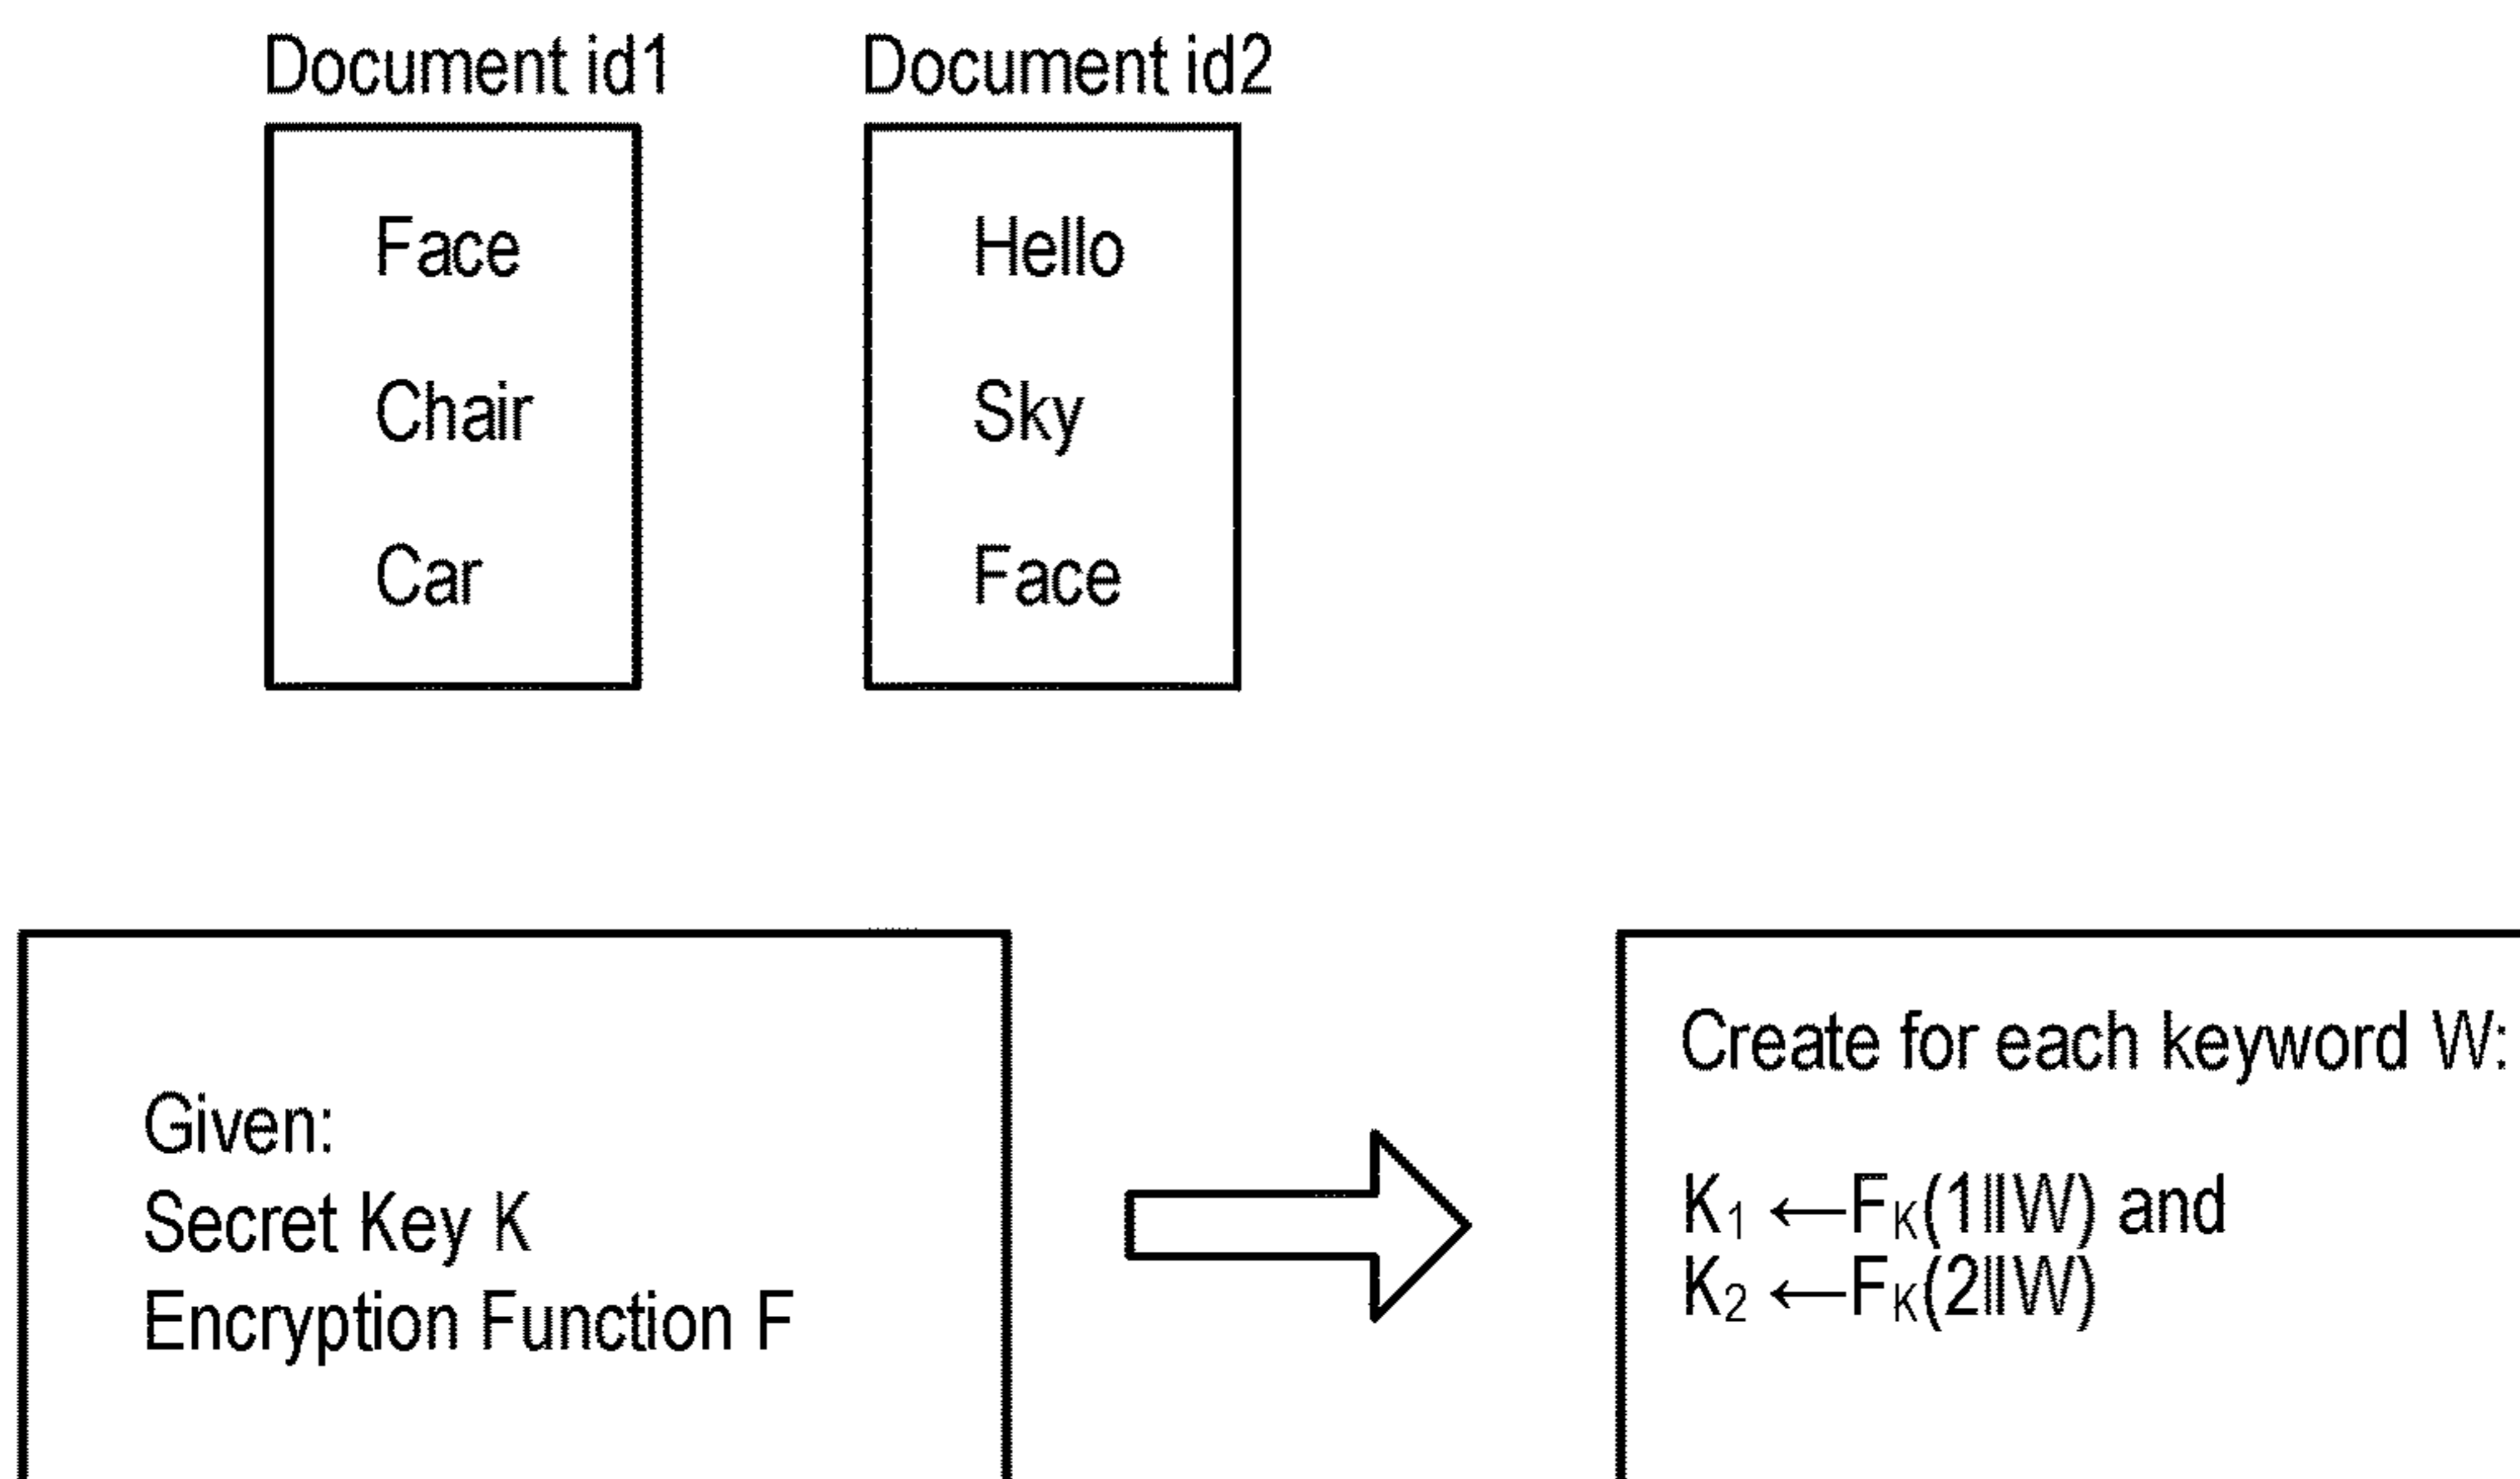 Document id1
Document id2
Face
Chair
Car
Hello
Sky
Face
Given:
Secret Key K
Encryption Function F
Create for each keyword W:
K₁ ←F_K(1||W) and
K₂ ←F_K(2||W)